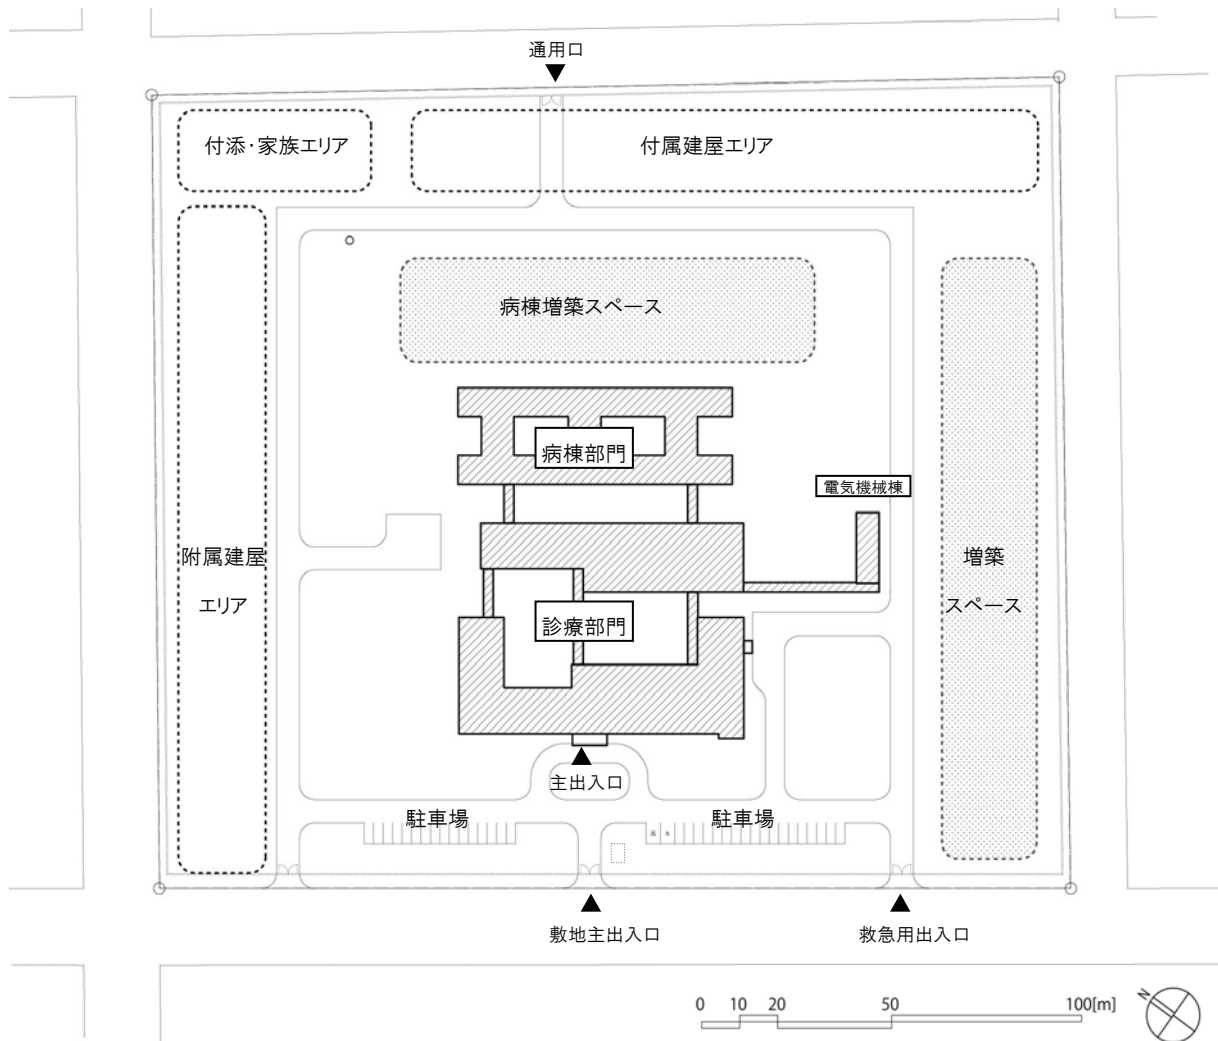 通用口
付添・家族エリア
付属建屋エリア
病棟増築スペース
病棟部門
電気機械棟
附属建屋
エリア
増築
スペース
診療部門
主出入口
駐車場
駐車場
敷地主出入口
救急用出入口
0 10 20 50 100[m]
N